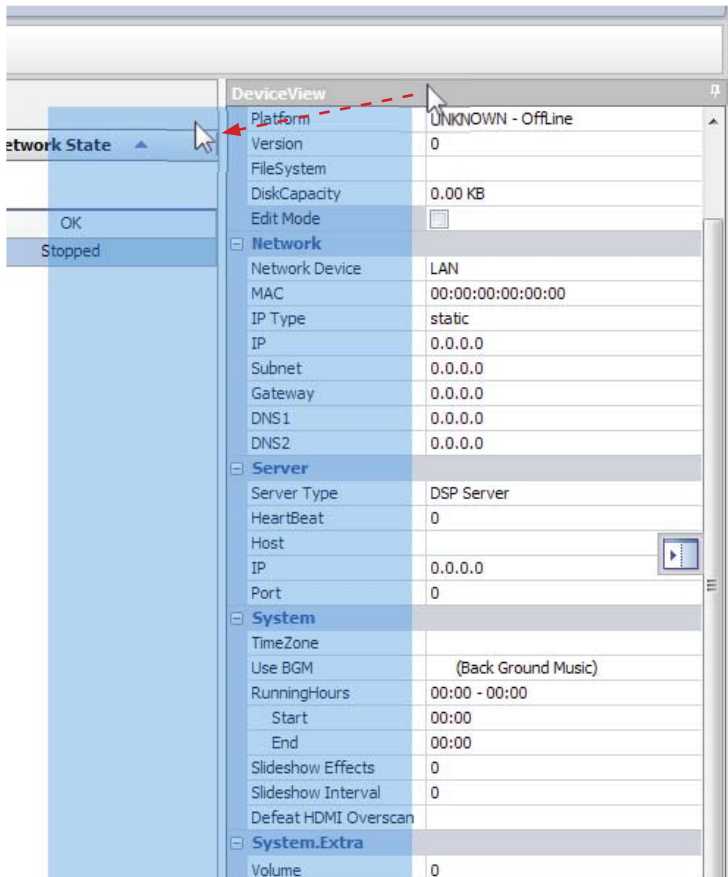 DeviceView
Platform UNKNOWN - OffLine
etwork State
Version 0
FileSystem
DiskCapacity 0.00 KB
OK
Edit Mode
Stopped
Network
Network Device LAN
MAC 00:00:00:00:00:00
IP Type static
IP 0.0.0.0
Subnet 0.0.0.0
Gateway 0.0.0.0
DNS1 0.0.0.0
DNS2 0.0.0.0
Server
Server Type DSP Server
HeartBeat 0
Host
IP 0.0.0.0
Port 0
System
TimeZone
Use BGM (Back Ground Music)
RunningHours 00:00 - 00:00
Start 00:00
End 00:00
Slideshow Effects 0
Slideshow Interval 0
Defeat HDMI Overscan
System.Extra
Volume 0